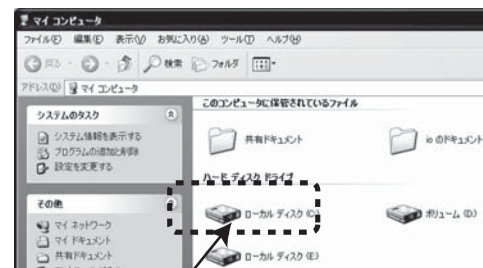 マイ コンピュータ
ファイル(F) 編集(E) 表示(V) お気に入り(A) ツール(T) ヘルプ(H)
戻る 検索 フォルダ
アドレス(D) マイ コンピュータ
システムのタスク
システム情報を表示する
プログラムの追加と削除
設定を変更する
その他
マイ ネットワーク
マイ ドキュメント
共有ドキュメント
このコンピュータに保管されているファイル
共有ドキュメント
io のドキュメント
ハード ディスク ドライブ
ローカル ディスク (C)
ボリューム (D)
ローカル ディスク (E)